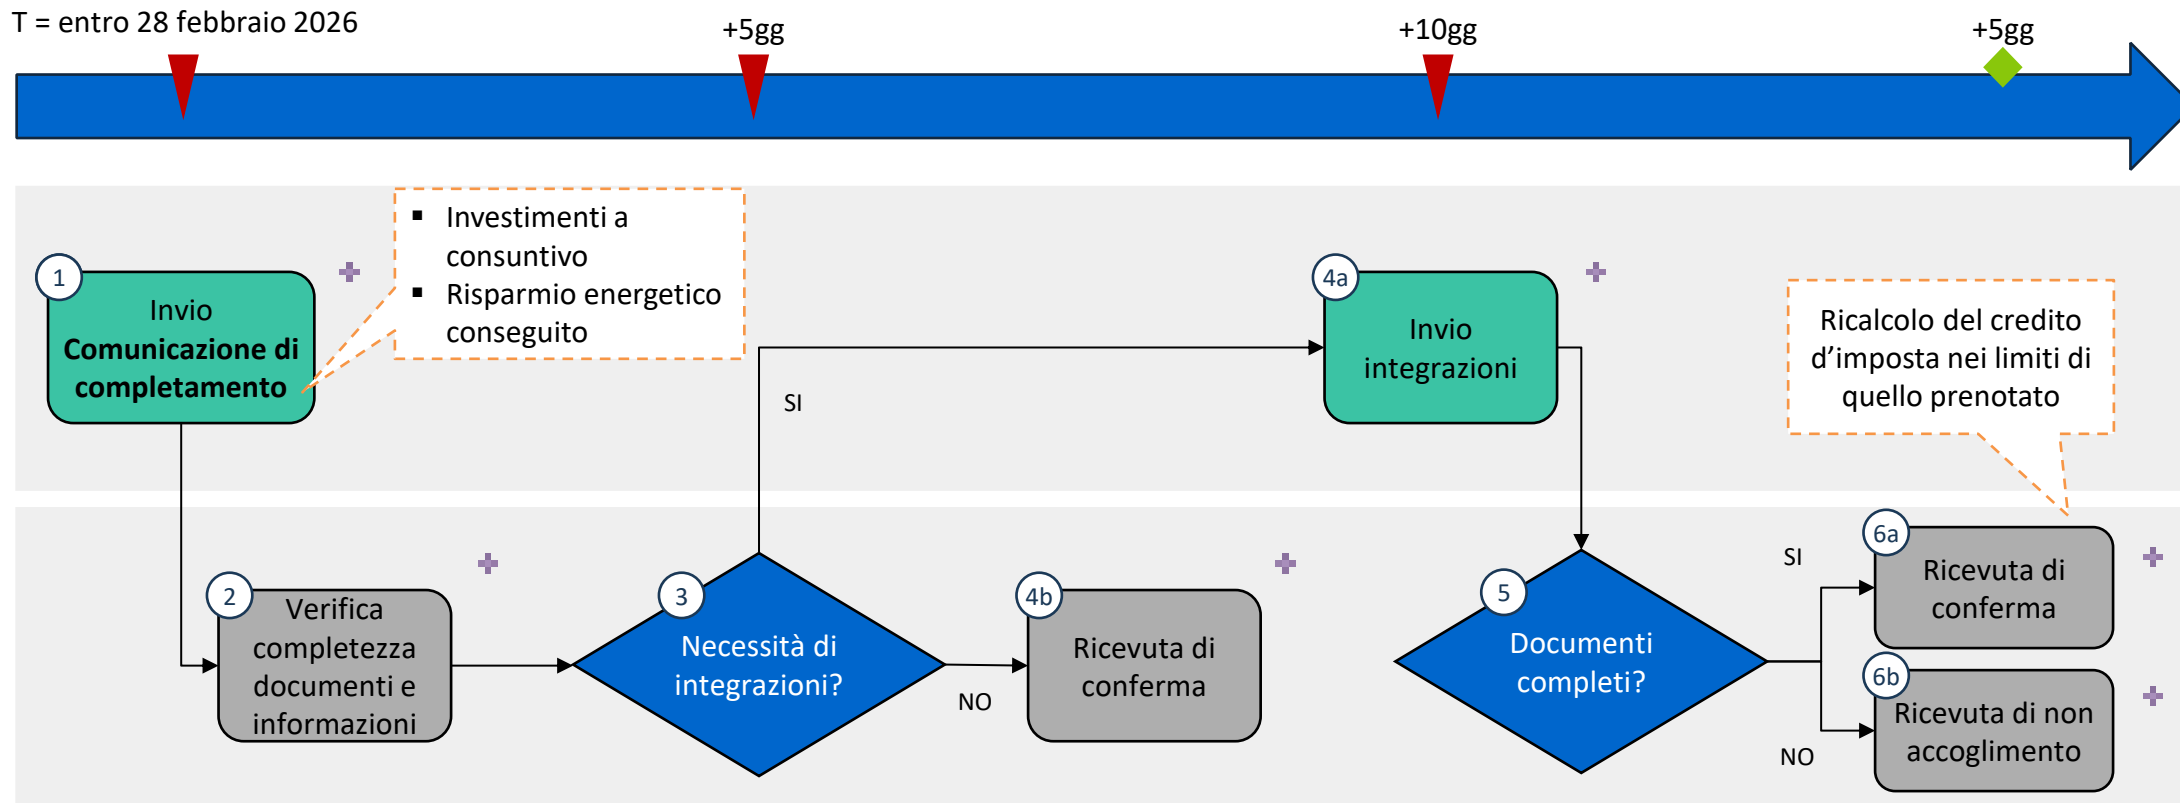 T = entro 28 febbraio 2026
+5gg
+10gg
+5gg
▪ Investimenti a
consuntivo
▪ Risparmio energetico
conseguito
1
Invio
Comunicazione di
completamento
SI
4a
Invio
integrazioni
Ricalcolo del credito
d’imposta nei limiti di
quello prenotato
2
Verifica
completezza
documenti e
informazioni
3
Necessità di
integrazioni?
NO
4b
Ricevuta di
conferma
5
Documenti
completi?
SI
6a
Ricevuta di
conferma
NO
6b
Ricevuta di non
accoglimento